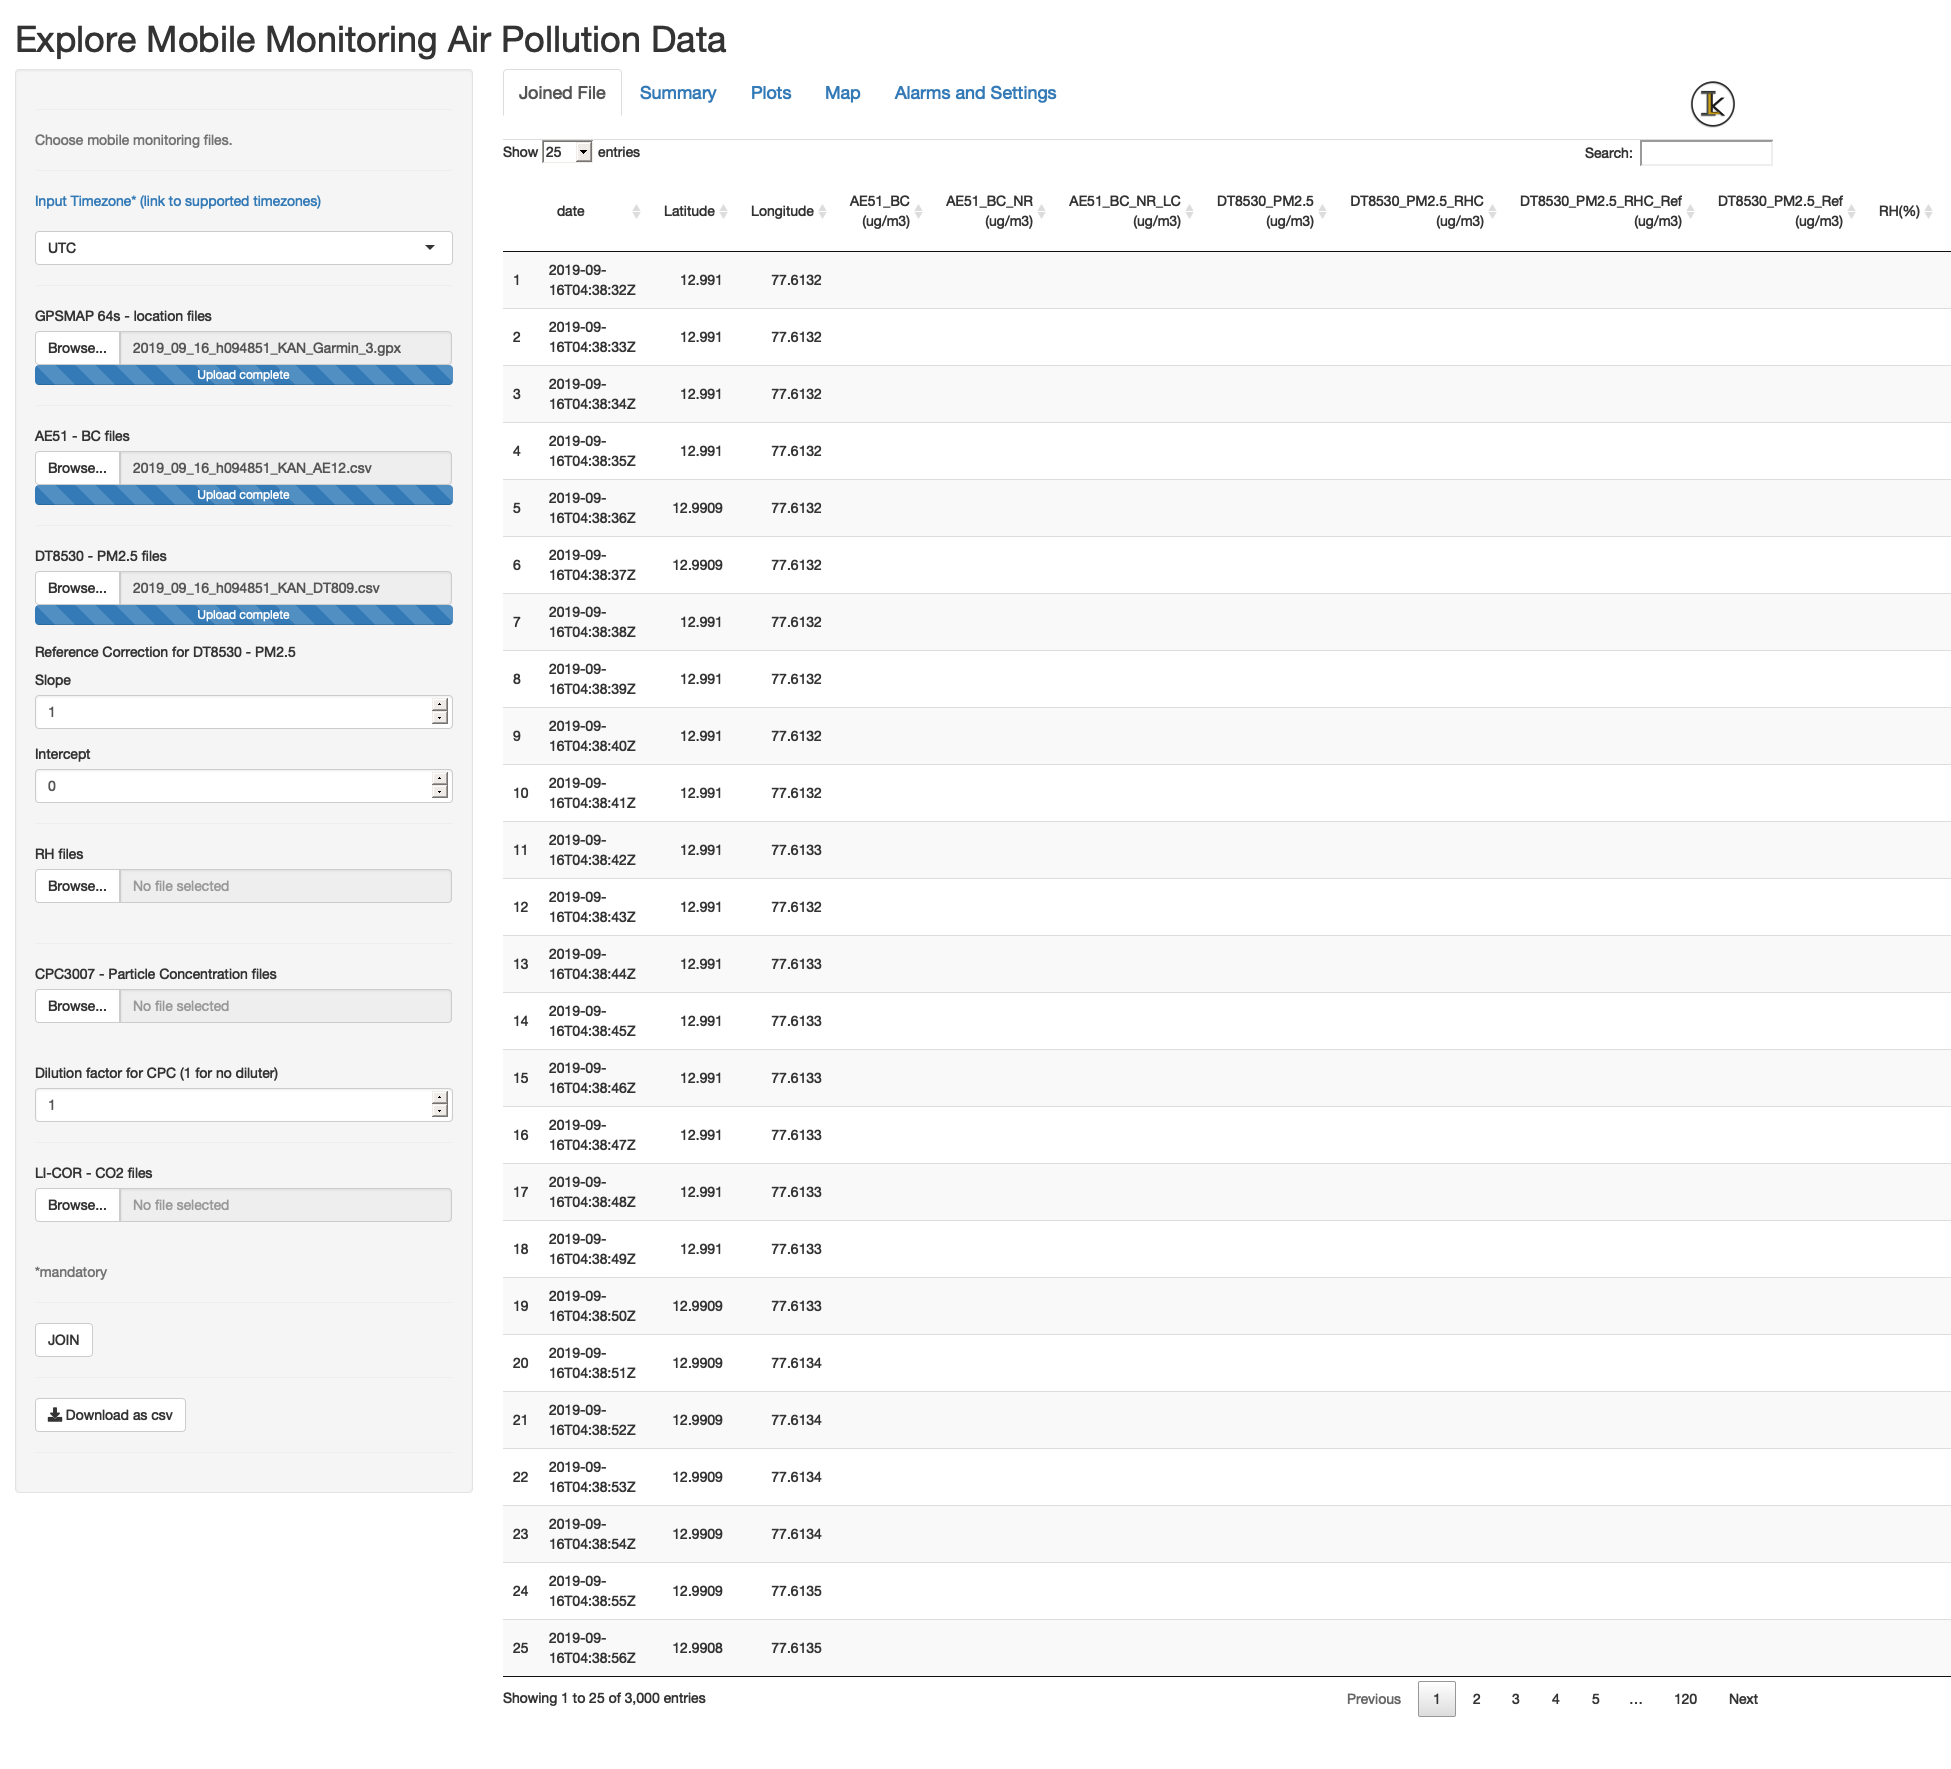 Explore Mobile Monitoring Air Pollution Data
Choose mobile monitoring files.
Input Timezone* (link to supported timezones)
UTC
GPSMAP 64s - location files
Browse... 2019_09_16_h094851_KAN_Garmin_3.gpx
Upload complete
AE51 - BC files
Browse... 2019_09_16_h094851_KAN_AE12.csv
Upload complete
DT8530 - PM2.5 files
Browse... 2019_09_16_h094851_KAN_DT809.csv
Upload complete
Reference Correction for DT8530 - PM2.5
Slope
1
Intercept
0
RH files
Browse... No file selected
CPC3007 - Particle Concentration files
Browse... No file selected
Dilution factor for CPC (1 for no diluter)
1
LI-COR - CO2 files
Browse... No file selected
*mandatory
JOIN
Download as csv
Joined File Summary Plots Map Alarms and Settings
Show 25 entries Search:
date Latitude Longitude AE51_BC (ug/m3) AE51_BC_NR (ug/m3) AE51_BC_NR_LC (ug/m3) DT8530_PM2.5 (ug/m3) DT8530_PM2.5_RHC (ug/m3) DT8530_PM2.5_RHC_Ref (ug/m3) DT8530_PM2.5_Ref (ug/m3) RH(%)
1 2019-09-16T04:38:32Z 12.991 77.6132
2 2019-09-16T04:38:33Z 12.991 77.6132
3 2019-09-16T04:38:34Z 12.991 77.6132
4 2019-09-16T04:38:35Z 12.991 77.6132
5 2019-09-16T04:38:36Z 12.9909 77.6132
6 2019-09-16T04:38:37Z 12.9909 77.6132
7 2019-09-16T04:38:38Z 12.991 77.6132
8 2019-09-16T04:38:39Z 12.991 77.6132
9 2019-09-16T04:38:40Z 12.991 77.6132
10 2019-09-16T04:38:41Z 12.991 77.6132
11 2019-09-16T04:38:42Z 12.991 77.6133
12 2019-09-16T04:38:43Z 12.991 77.6132
13 2019-09-16T04:38:44Z 12.991 77.6133
14 2019-09-16T04:38:45Z 12.991 77.6133
15 2019-09-16T04:38:46Z 12.991 77.6133
16 2019-09-16T04:38:47Z 12.991 77.6133
17 2019-09-16T04:38:48Z 12.991 77.6133
18 2019-09-16T04:38:49Z 12.991 77.6133
19 2019-09-16T04:38:50Z 12.9909 77.6133
20 2019-09-16T04:38:51Z 12.9909 77.6134
21 2019-09-16T04:38:52Z 12.9909 77.6134
22 2019-09-16T04:38:53Z 12.9909 77.6134
23 2019-09-16T04:38:54Z 12.9909 77.6134
24 2019-09-16T04:38:55Z 12.9909 77.6135
25 2019-09-16T04:38:56Z 12.9908 77.6135
Showing 1 to 25 of 3,000 entries Previous 1 2 3 4 5 … 120 Next